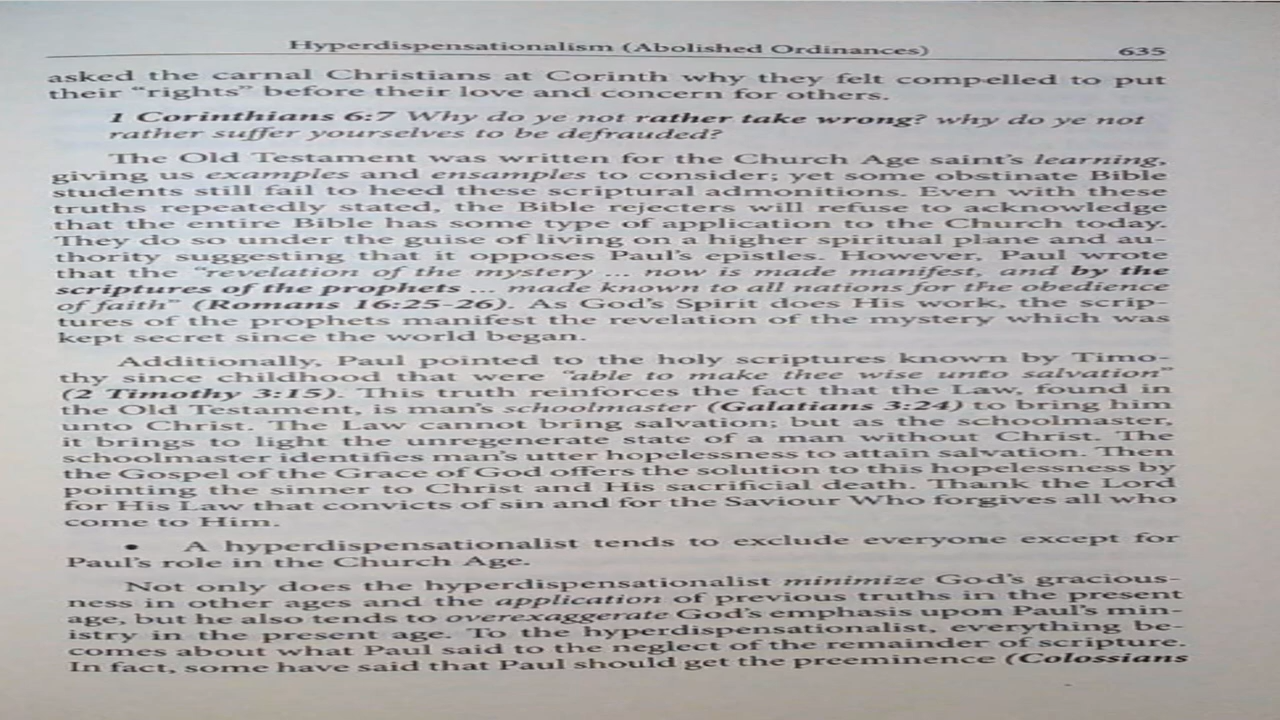 Hyperdispensationalism (Abolished Ordinances) 635
asked the carnal Christians at Corinth why they felt compelled to put
their “rights” before their love and concern for others.
1 Corinthians 6:7 Why do ye not rather take wrong? why do ye not
rather suffer yourselves to be defrauded?
The Old Testament was written for the Church Age saint’s learning,
giving us examples and ensamples to consider; yet some obstinate Bible
students still fail to heed these scriptural admonitions. Even with these
truths repeatedly stated, the Bible rejecters will refuse to acknowledge
that the entire Bible has some type of application to the Church today.
They do so under the guise of living on a higher spiritual plane and au-
thority suggesting that it opposes Paul’s epistles. However, Paul wrote
that the “revelation of the mystery ... now is made manifest, and by the
scriptures of the prophets ... made known to all nations for the obedience
of faith” (Romans 16:25-26). As God’s Spirit does His work, the scrip-
tures of the prophets manifest the revelation of the mystery which was
kept secret since the world began.
Additionally, Paul pointed to the holy scriptures known by Timo-
thy since childhood that were “able to make thee wise unto salvation”
(2 Timothy 3:15). This truth reinforces the fact that the Law, found in
the Old Testament, is man’s schoolmaster (Galatians 3:24) to bring him
unto Christ. The Law cannot bring salvation; but as the schoolmaster,
it brings to light the unregenerate state of a man without Christ. The
schoolmaster identifies man’s utter hopelessness to attain salvation. Then
the Gospel of the Grace of God offers the solution to this hopelessness by
pointing the sinner to Christ and His sacrificial death. Thank the Lord
for His Law that convicts of sin and for the Saviour Who forgives all who
come to Him.
• A hyperdispensationalist tends to exclude everyone except for
Paul’s role in the Church Age.
Not only does the hyperdispensationalist minimize God’s gracious-
ness in other ages and the application of previous truths in the present
age, but he also tends to overexaggerate God’s emphasis upon Paul’s min-
istry in the present age. To the hyperdispensationalist, everything be-
comes about what Paul said to the neglect of the remainder of scripture.
In fact, some have said that Paul should get the preeminence (Colossians